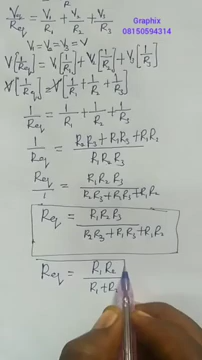 Graphix
08150594314
V₀/Req = V₁/R₁ + V₂/R₂ + V₃/R₃
V₁ = V₂ = V₃ = V
V[1/Req] = V[1/R₁] + V[1/R₂] + V[1/R₃]
V[1/Req] = V[1/R₁ + 1/R₂ + 1/R₃]
1/Req = 1/R₁ + 1/R₂ + 1/R₃
1/Req = R₂R₃ + R₁R₃ + R₁R₂ / R₁R₂R₃
Req/1 = R₁R₂R₃ / R₂R₃ + R₁R₃ + R₁R₂
Req = R₁R₂R₃ / R₂R₃ + R₁R₃ + R₁R₂
Req = R₁R₂ / R₁ + R₂